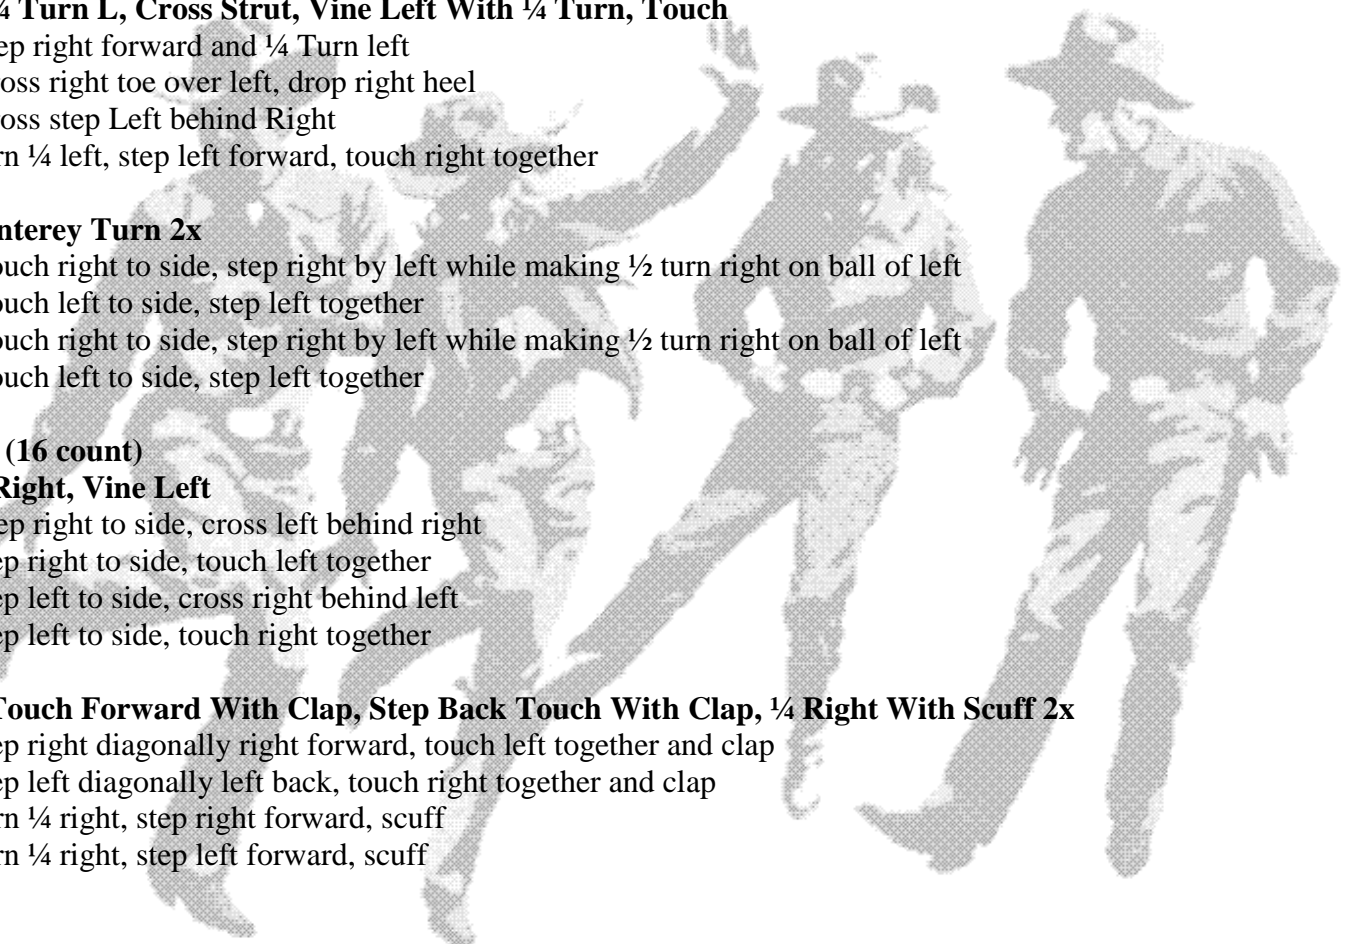 ¼ Turn L, Cross Strut, Vine Left With ¼ Turn, Touch
ep right forward and ¼ Turn left
oss right toe over left, drop right heel
oss step Left behind Right
rn ¼ left, step left forward, touch right together
nterey Turn 2x
ouch right to side, step right by left while making ½ turn right on ball of left
ouch left to side, step left together
ouch right to side, step right by left while making ½ turn right on ball of left
ouch left to side, step left together
(16 count)
Right, Vine Left
ep right to side, cross left behind right
ep right to side, touch left together
ep left to side, cross right behind left
ep left to side, touch right together
Touch Forward With Clap, Step Back Touch With Clap, ¼ Right With Scuff 2x
ep right diagonally right forward, touch left together and clap
ep left diagonally left back, touch right together and clap
rn ¼ right, step right forward, scuff
rn ¼ right, step left forward, scuff